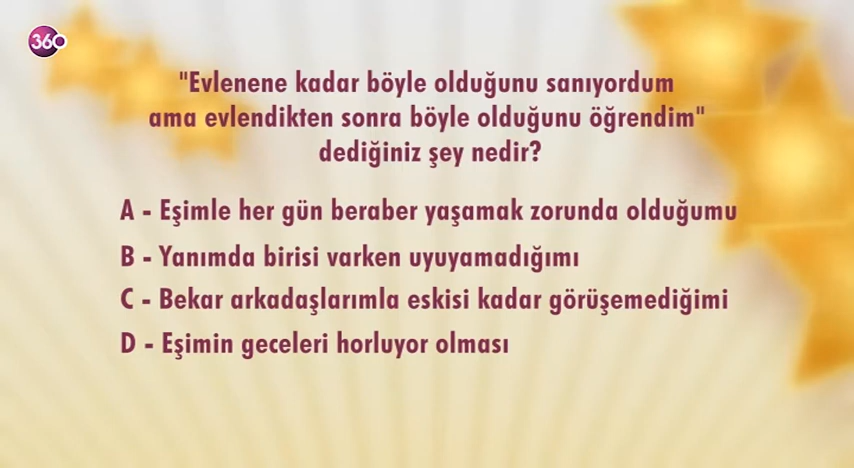 360
"Evlenene kadar böyle olduğunu sanıyordum
ama evlendikten sonra böyle olduğunu öğrendim"
dediğiniz şey nedir?
A - Eşimle her gün beraber yaşamak zorunda olduğumu
B - Yanımda birisi varken uyuyamadığımı
C - Bekar arkadaşlarımla eskisi kadar görüşemediğimi
D - Eşimin geceleri horluyor olması